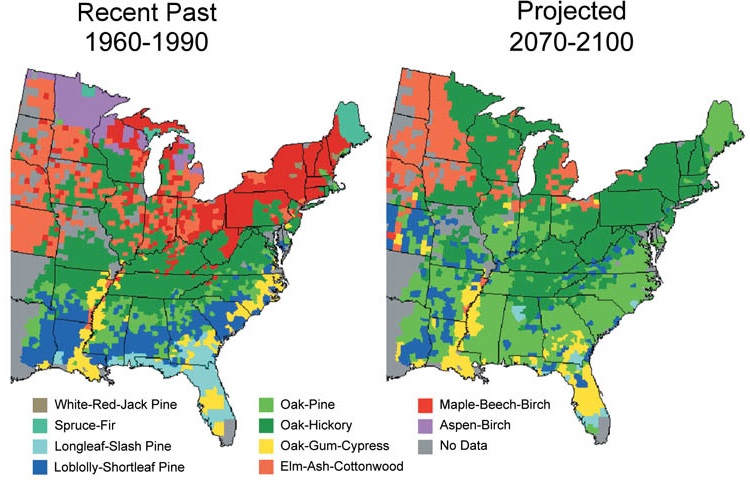 Recent Past
1960-1990
Projected
2070-2100
White-Red-Jack Pine
Spruce-Fir
Longleaf-Slash Pine
Loblolly-Shortleaf Pine
Oak-Pine
Oak-Hickory
Oak-Gum-Cypress
Elm-Ash-Cottonwood
Maple-Beech-Birch
Aspen-Birch
No Data